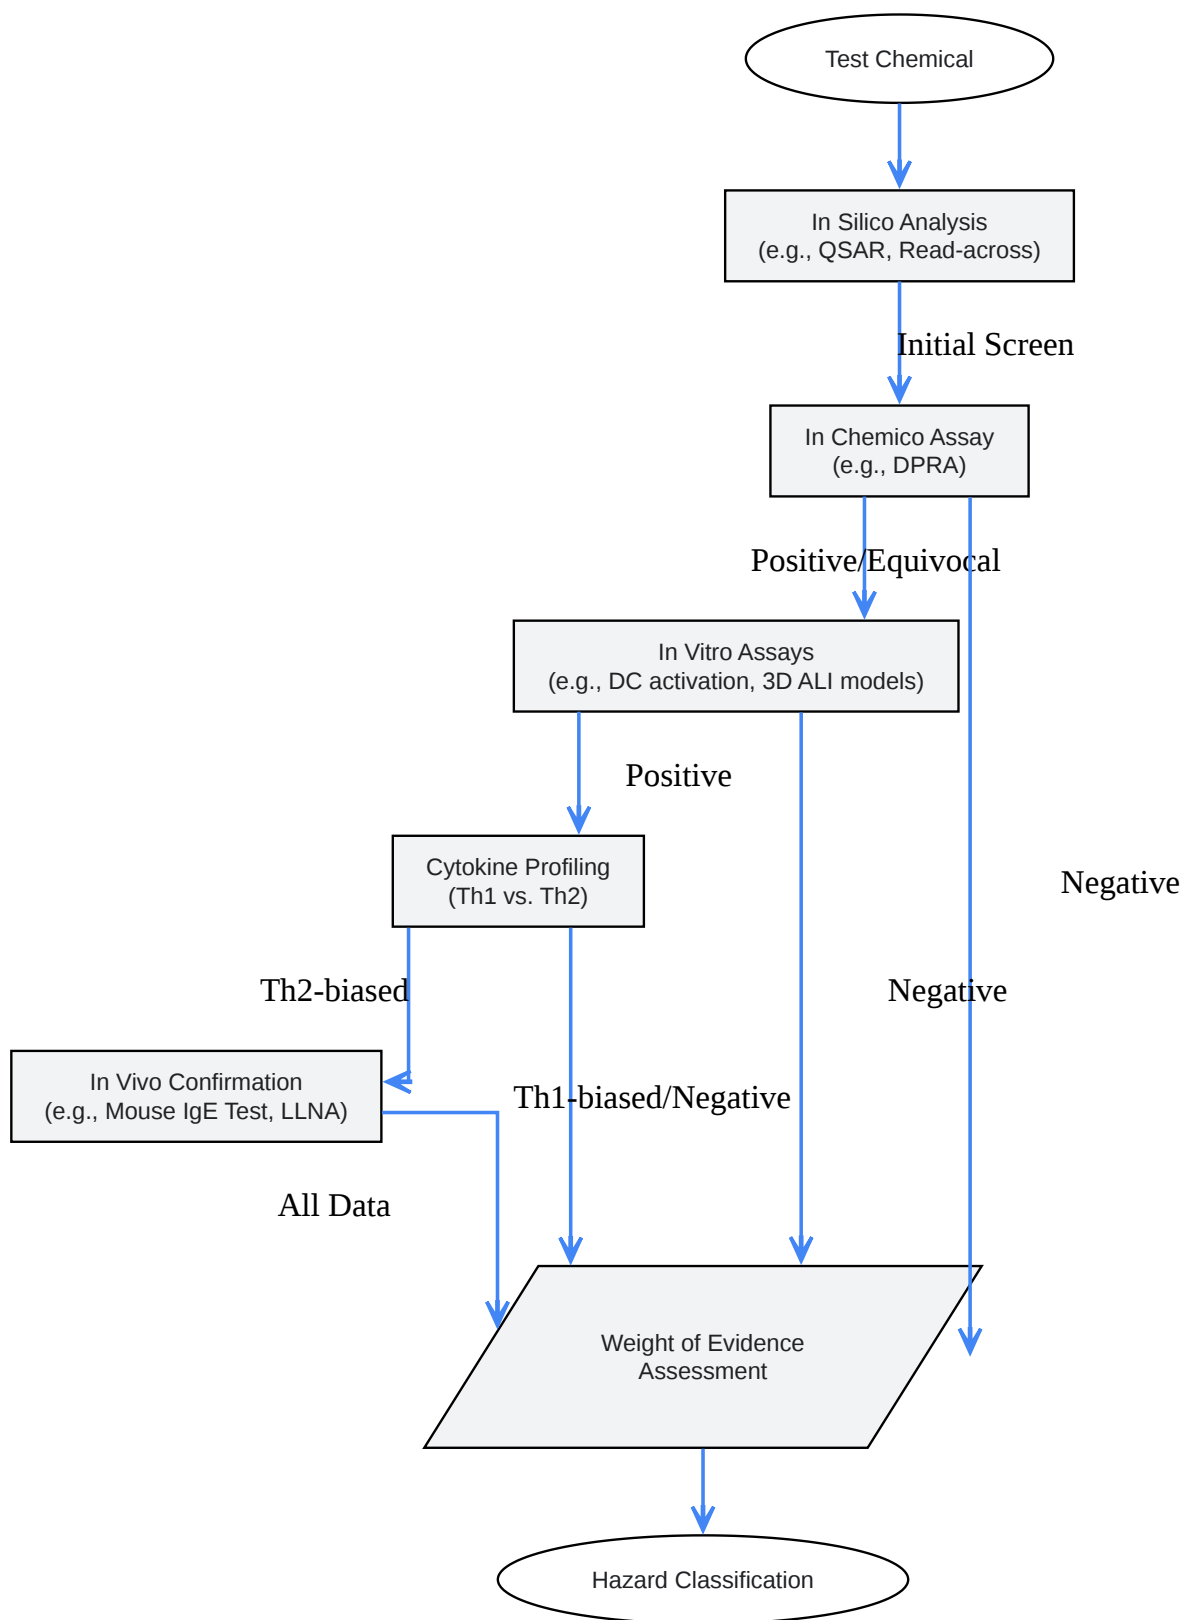 Test Chemical
In Silico Analysis
(e.g., QSAR, Read-across)
Initial Screen
In Chemico Assay
(e.g., DPRA)
Positive/Equivocal
In Vitro Assays
(e.g., DC activation, 3D ALI models)
Positive
Cytokine Profiling
(Th1 vs. Th2)
Negative
Th2-biased
Negative
In Vivo Confirmation
(e.g., Mouse IgE Test, LLNA)
Th1-biased/Negative
All Data
Weight of Evidence
Assessment
Hazard Classification